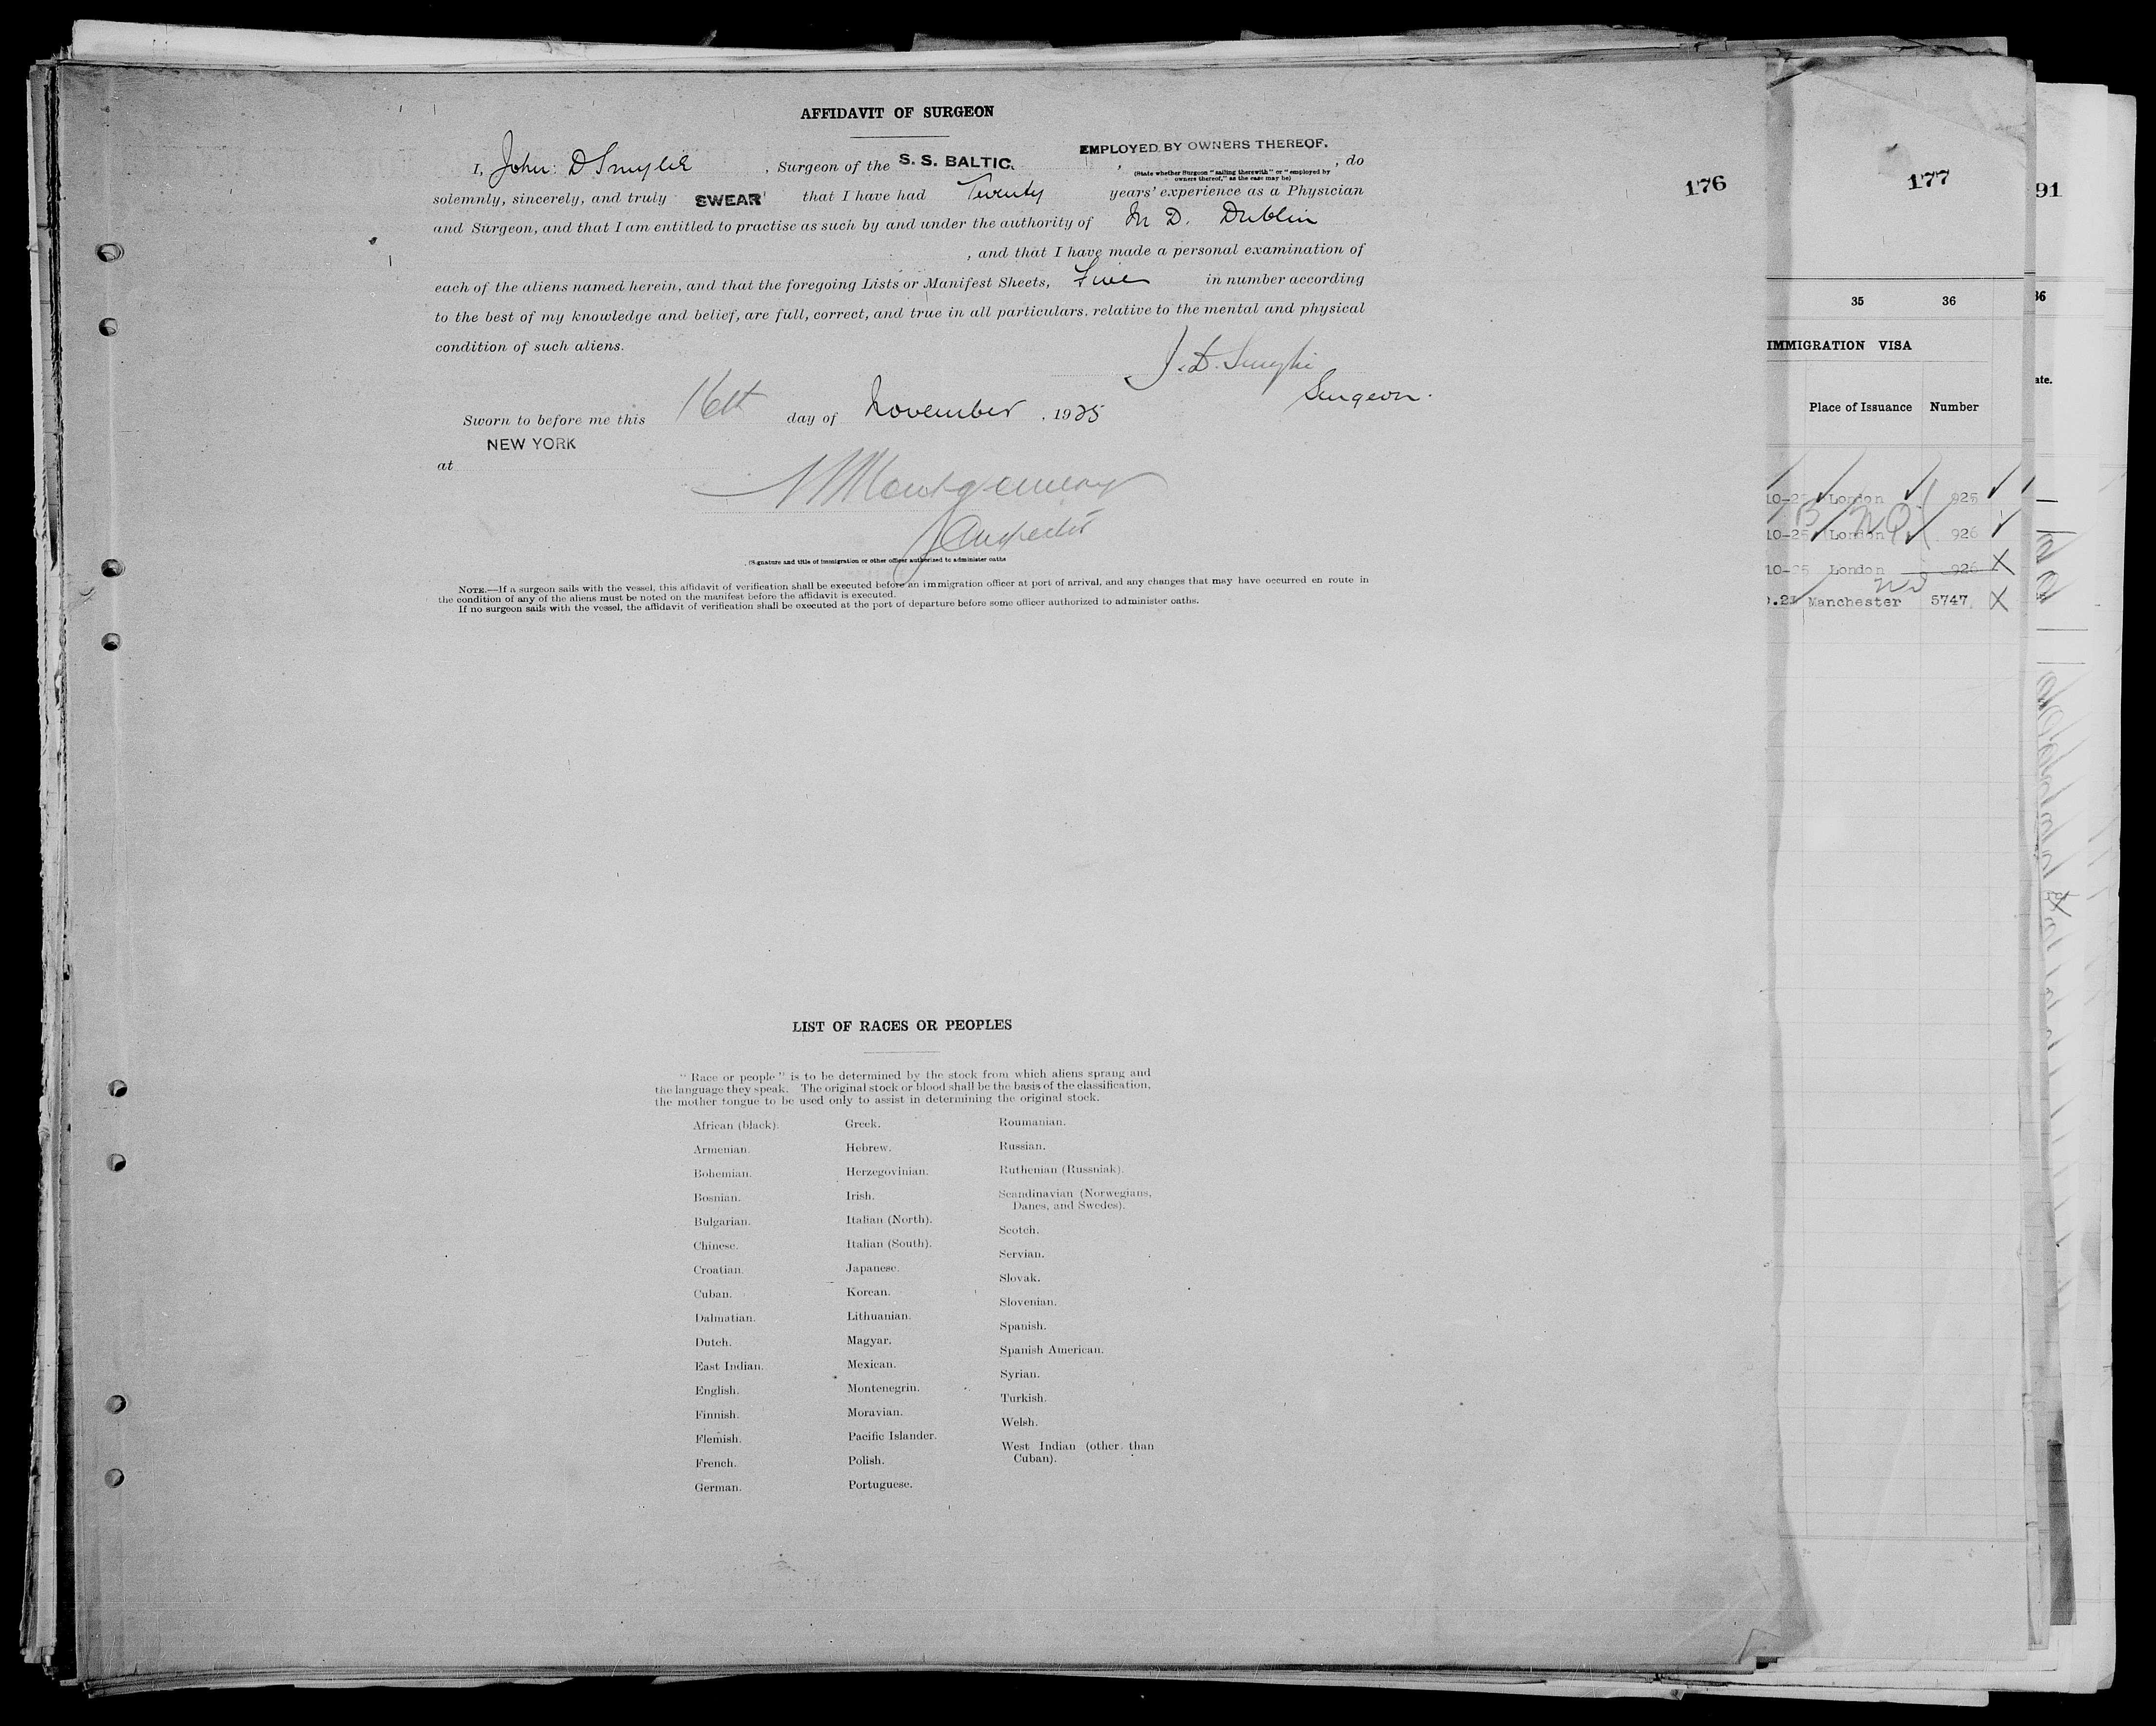 AFFIDAVIT OF SURGEON
I, John: D Smylie, Surgeon of the S. S. BALTIC. EMPLOYED BY OWNERS THEREOF. , do
(State whether Surgeon "sailing therewith" or "employed by
owners thereof," as the case may be)
solemnly, sincerely, and truly SWEAR that I have had Twenty years' experience as a Physician
and Surgeon, and that I am entitled to practise as such by and under the authority of M D. Dublin
, and that I have made a personal examination of
each of the aliens named herein, and that the foregoing Lists or Manifest Sheets, Five in number according
to the best of my knowledge and belief, are full, correct, and true in all particulars, relative to the mental and physical
condition of such aliens.
J. D. Smylie
Surgeon.
Sworn to before me this 16th day of November, 1925
at NEW YORK
Montgomery
Inspector
(Signature and title of immigration or other officer authorized to administer oaths
NOTE.—If a surgeon sails with the vessel, this affidavit of verification shall be executed before an immigration officer at port of arrival, and any changes that may have occurred en route in
the condition of any of the aliens must be noted on the manifest before the affidavit is executed.
If no surgeon sails with the vessel, the affidavit of verification shall be executed at the port of departure before some officer authorized to administer oaths.
LIST OF RACES OR PEOPLES
"Race or people" is to be determined by the stock from which aliens sprang and
the language they speak. The original stock or blood shall be the basis of the classification,
the mother tongue to be used only to assist in determining the original stock.
African (black).
Armenian.
Bohemian.
Bosnian.
Bulgarian.
Chinese.
Croatian.
Cuban.
Dalmatian.
Dutch.
East Indian.
English.
Finnish.
Flemish.
French.
German.
Greek.
Hebrew.
Herzegovinian.
Irish.
Italian (North).
Italian (South).
Japanese.
Korean.
Lithuanian.
Magyar.
Mexican.
Montenegrin.
Moravian.
Pacific Islander.
Polish.
Portuguese.
Roumanian.
Russian.
Ruthenian (Russniak).
Scandinavian (Norwegians,
Danes, and Swedes).
Scotch.
Servian.
Slovak.
Slovenian.
Spanish.
Spanish American.
Syrian.
Turkish.
Welsh.
West Indian (other than
Cuban).
176
177
35 36
IMMIGRATION VISA
Place of Issuance Number
London 925
London 926
London 926
Manchester 5747
91
36
ate.